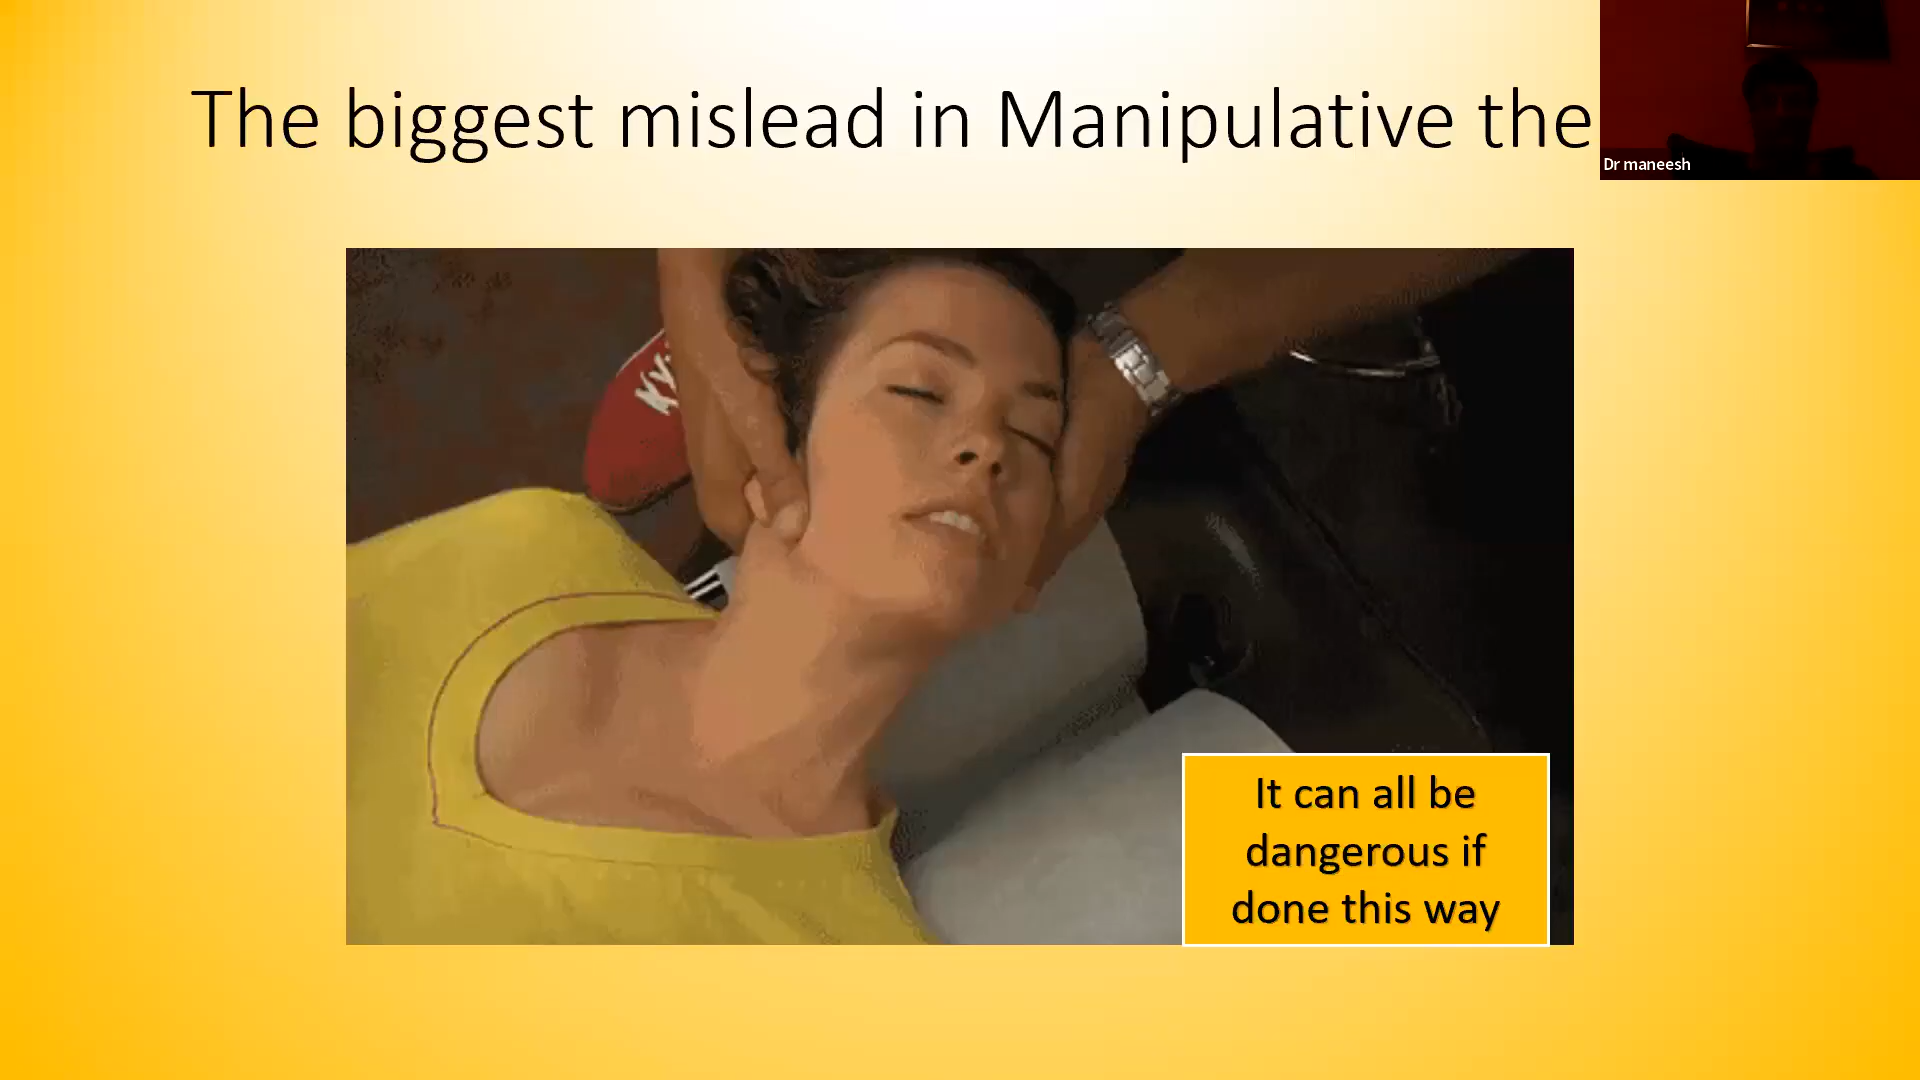 The biggest mislead in Manipulative the
Dr maneesh
It can all be
dangerous if
done this way